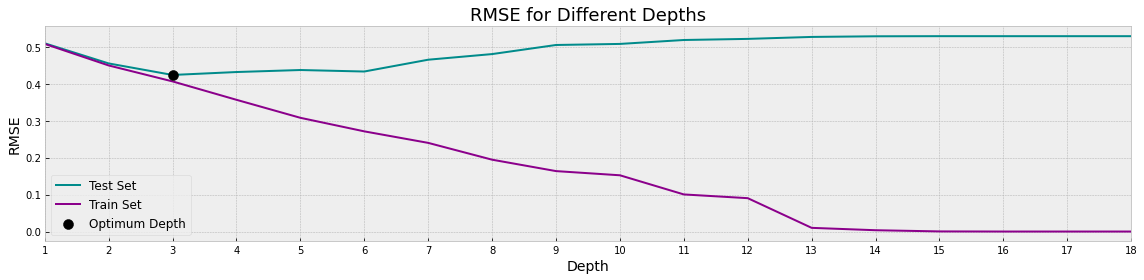 RMSE for Different Depths
RMSE
0.5
0.4
0.3
0.2
0.1
0.0
Test Set
Train Set
Optimum Depth
1 2 3 4 5 6 7 8 9 10 11 12 13 14 15 16 17 18
Depth